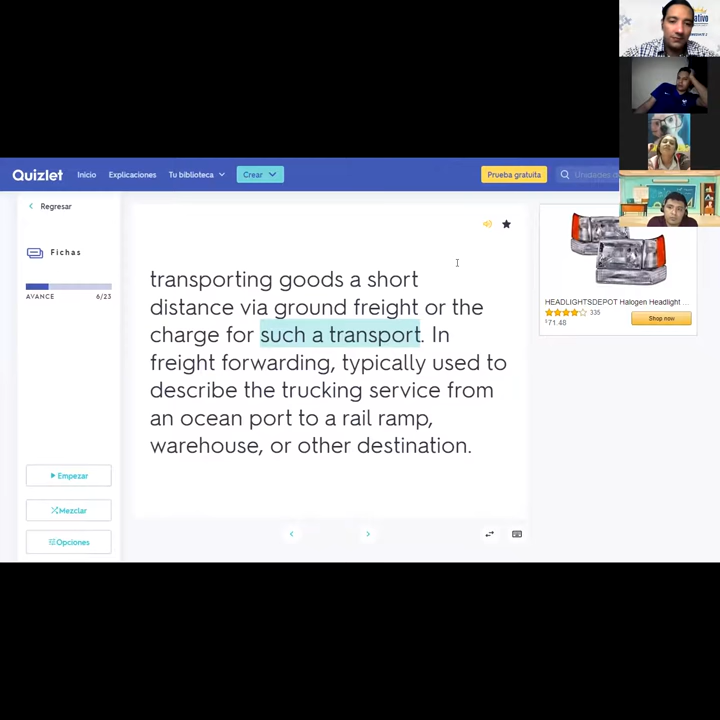 ativo
Quizlet
Inicio
Explicaciones
Tu biblioteca
Crear
Prueba gratuita
Regresar
Fichas
AVANCE
6/23
transporting goods a short
distance via ground freight or the
charge for such a transport. In
freight forwarding, typically used to
describe the trucking service from
an ocean port to a rail ramp,
warehouse, or other destination.
HEADLIGHTSDEPOT Halogen Headlight ...
335
$71.48
Shop now
Empezar
Mezclar
Opciones